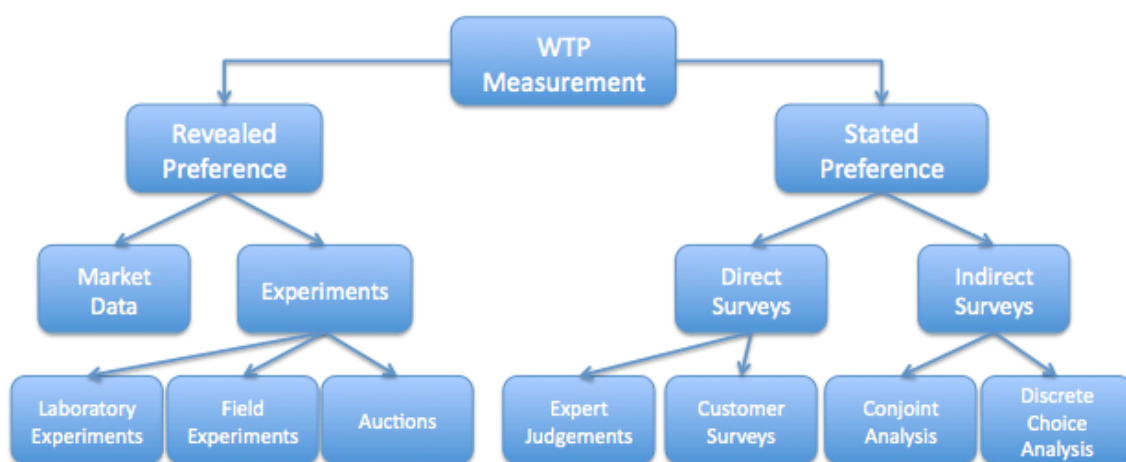 WTP
Measurement
Revealed
Preference
Stated
Preference
Market
Data
Experiments
Direct
Surveys
Indirect
Surveys
Laboratory
Experiments
Field
Experiments
Auctions
Expert
Judgements
Customer
Surveys
Conjoint
Analysis
Discrete
Choice
Analysis